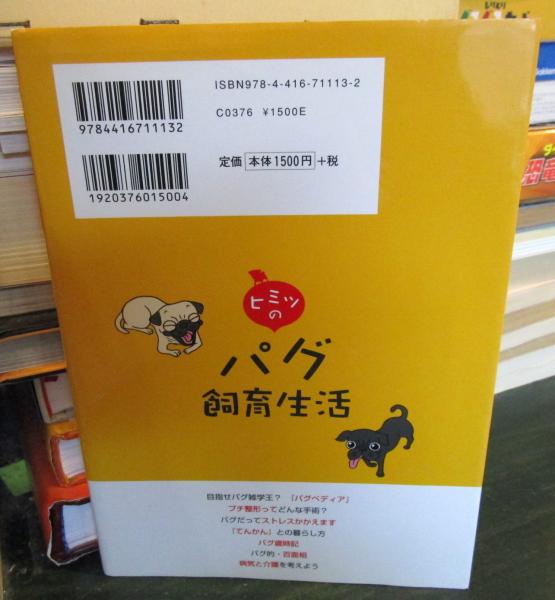 ISBN978-4-416-71113-2
C0376 ¥1500E
9784416711132
定価 本体1500円 +税
1920376015004
ヒミツ
の
パグ
飼育生活
目指せパグ雑学王? 「パグペディア」
プチ整形ってどんな手術?
パグだってストレスかかえます
「てんかん」との暮らし方
パグ歳時記
パグ的・百面相
病気と介護を考えよう
恐竜